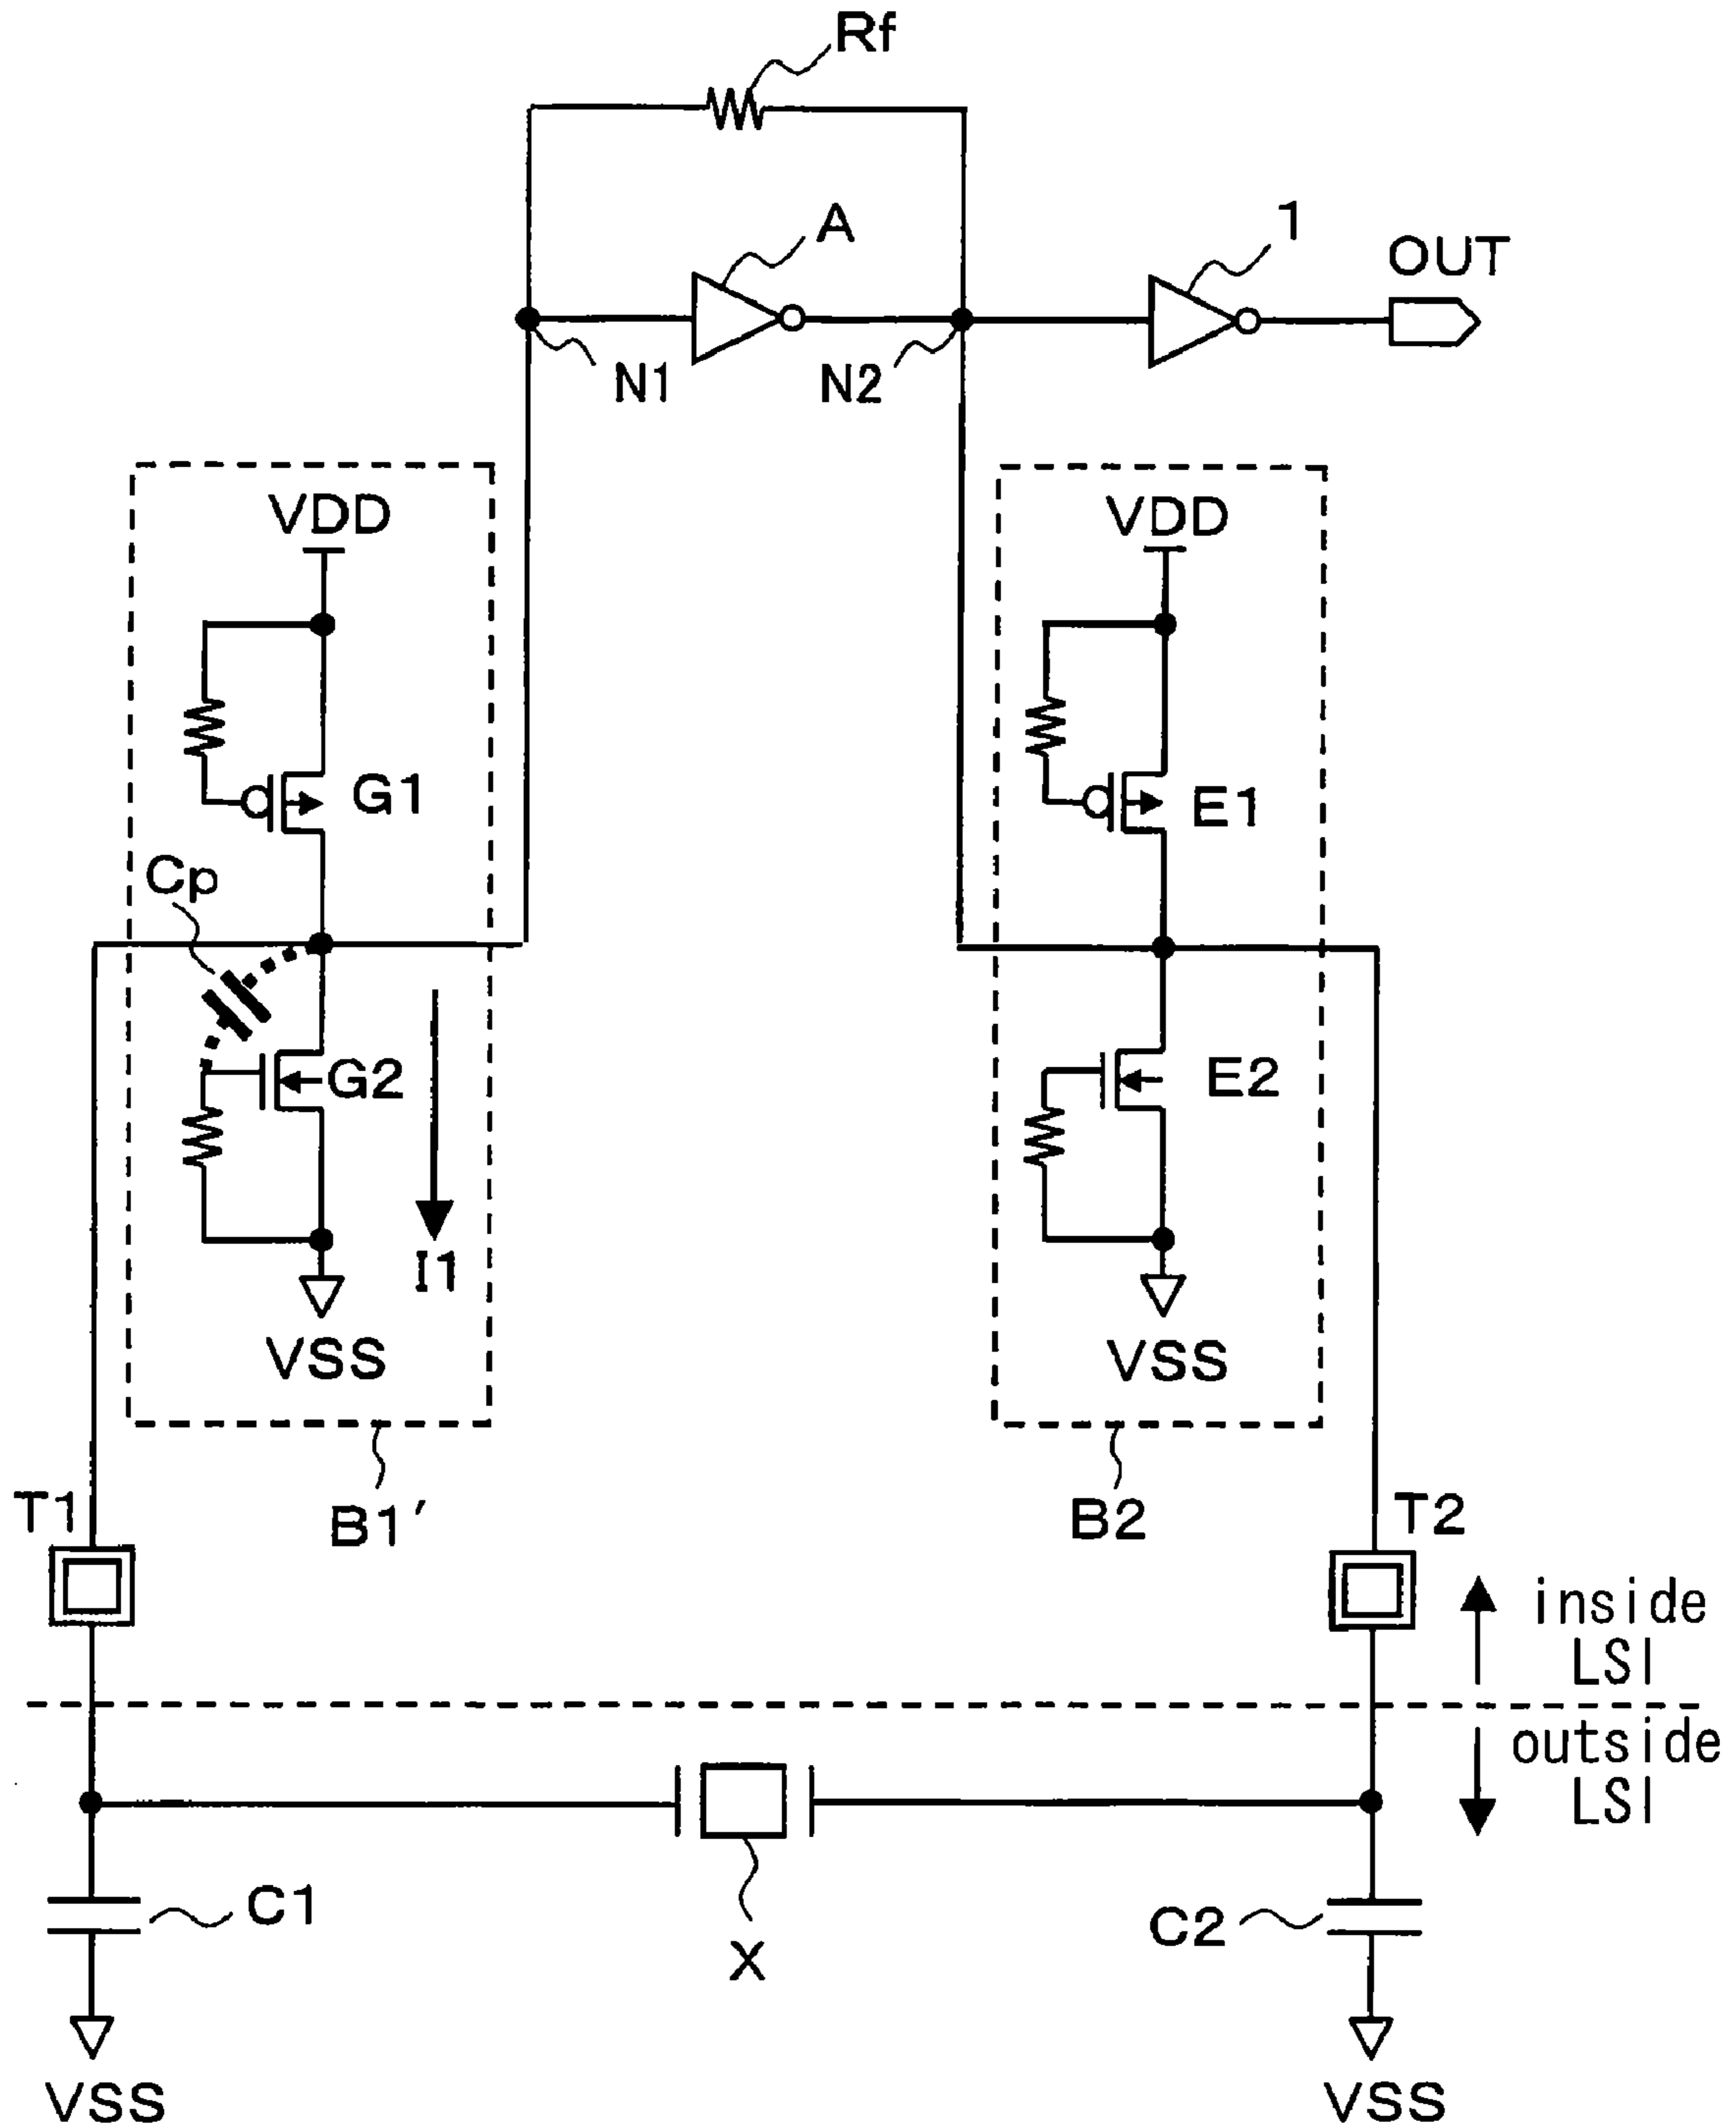 Rf
A
1
OUT
N1
N2
VDD
VDD
G1
E1
Cp
G2
E2
I1
VSS
VSS
B1′
B2
T1
T2
inside
LSI
outside
LSI
C1
C2
X
VSS
VSS